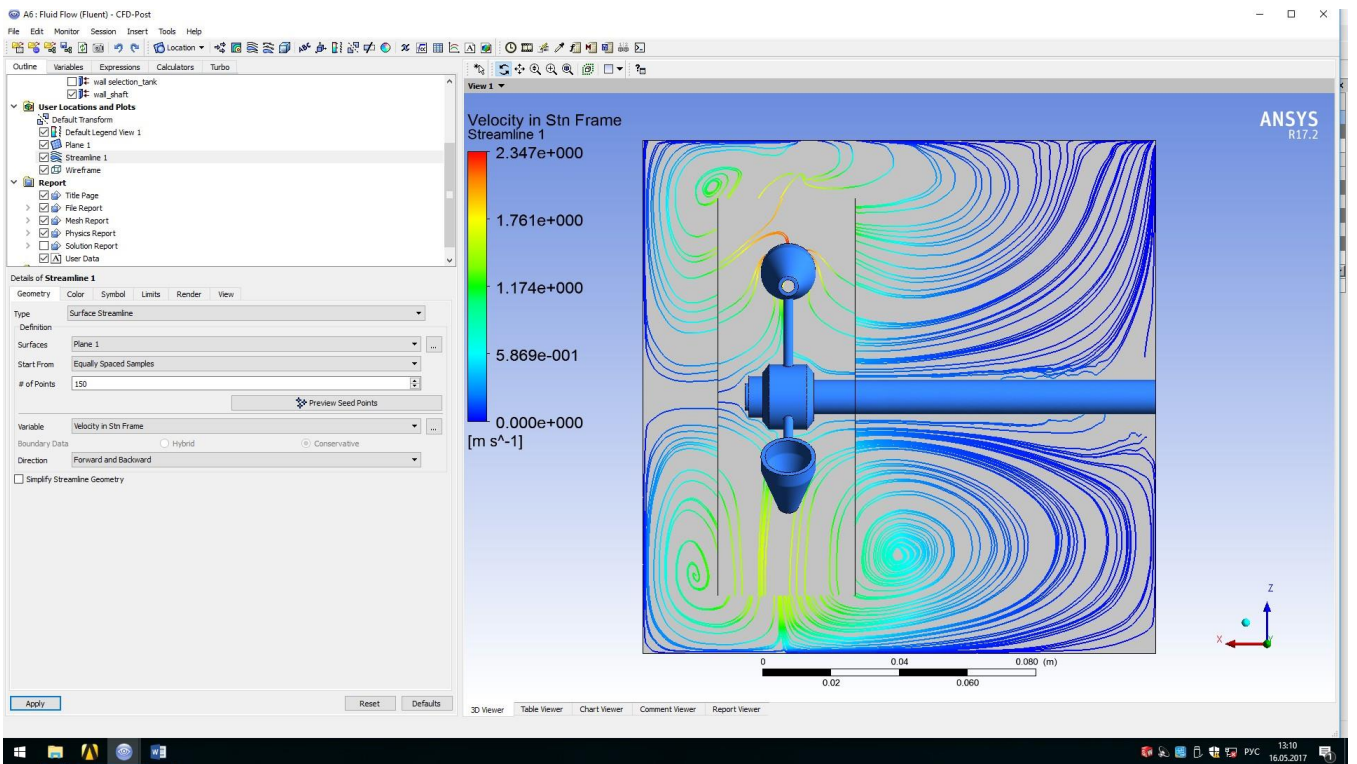 A6 : Fluid Flow (Fluent) - CFD-Post
File Edit Monitor Session Insert Tools Help
Location
Outline Variables Expressions Calculators Turbo
wall selection_tank
wall_shaft
User Locations and Plots
Default Transform
Default Legend View 1
Plane 1
Streamline 1
Wireframe
Report
Title Page
File Report
Mesh Report
Physics Report
Solution Report
User Data
Details of Streamline 1
Geometry Color Symbol Limits Render View
Type Surface Streamline
Definition
Surfaces Plane 1 ...
Start From Equally Spaced Samples
# of Points 150
Preview Seed Points
Variable Velocity in Stn Frame ...
Boundary Data Hybrid Conservative
Direction Forward and Backward
Simplify Streamline Geometry
Apply Reset Defaults
View 1
Velocity in Stn Frame
Streamline 1
2.347e+000
1.761e+000
1.174e+000
5.869e-001
0.000e+000
[m s^-1]
ANSYS
R17.2
Z
X
Y
0 0.04 0.080 (m)
0.02 0.060
3D Viewer Table Viewer Chart Viewer Comment Viewer Report Viewer
РУС
13:10
16.05.2017